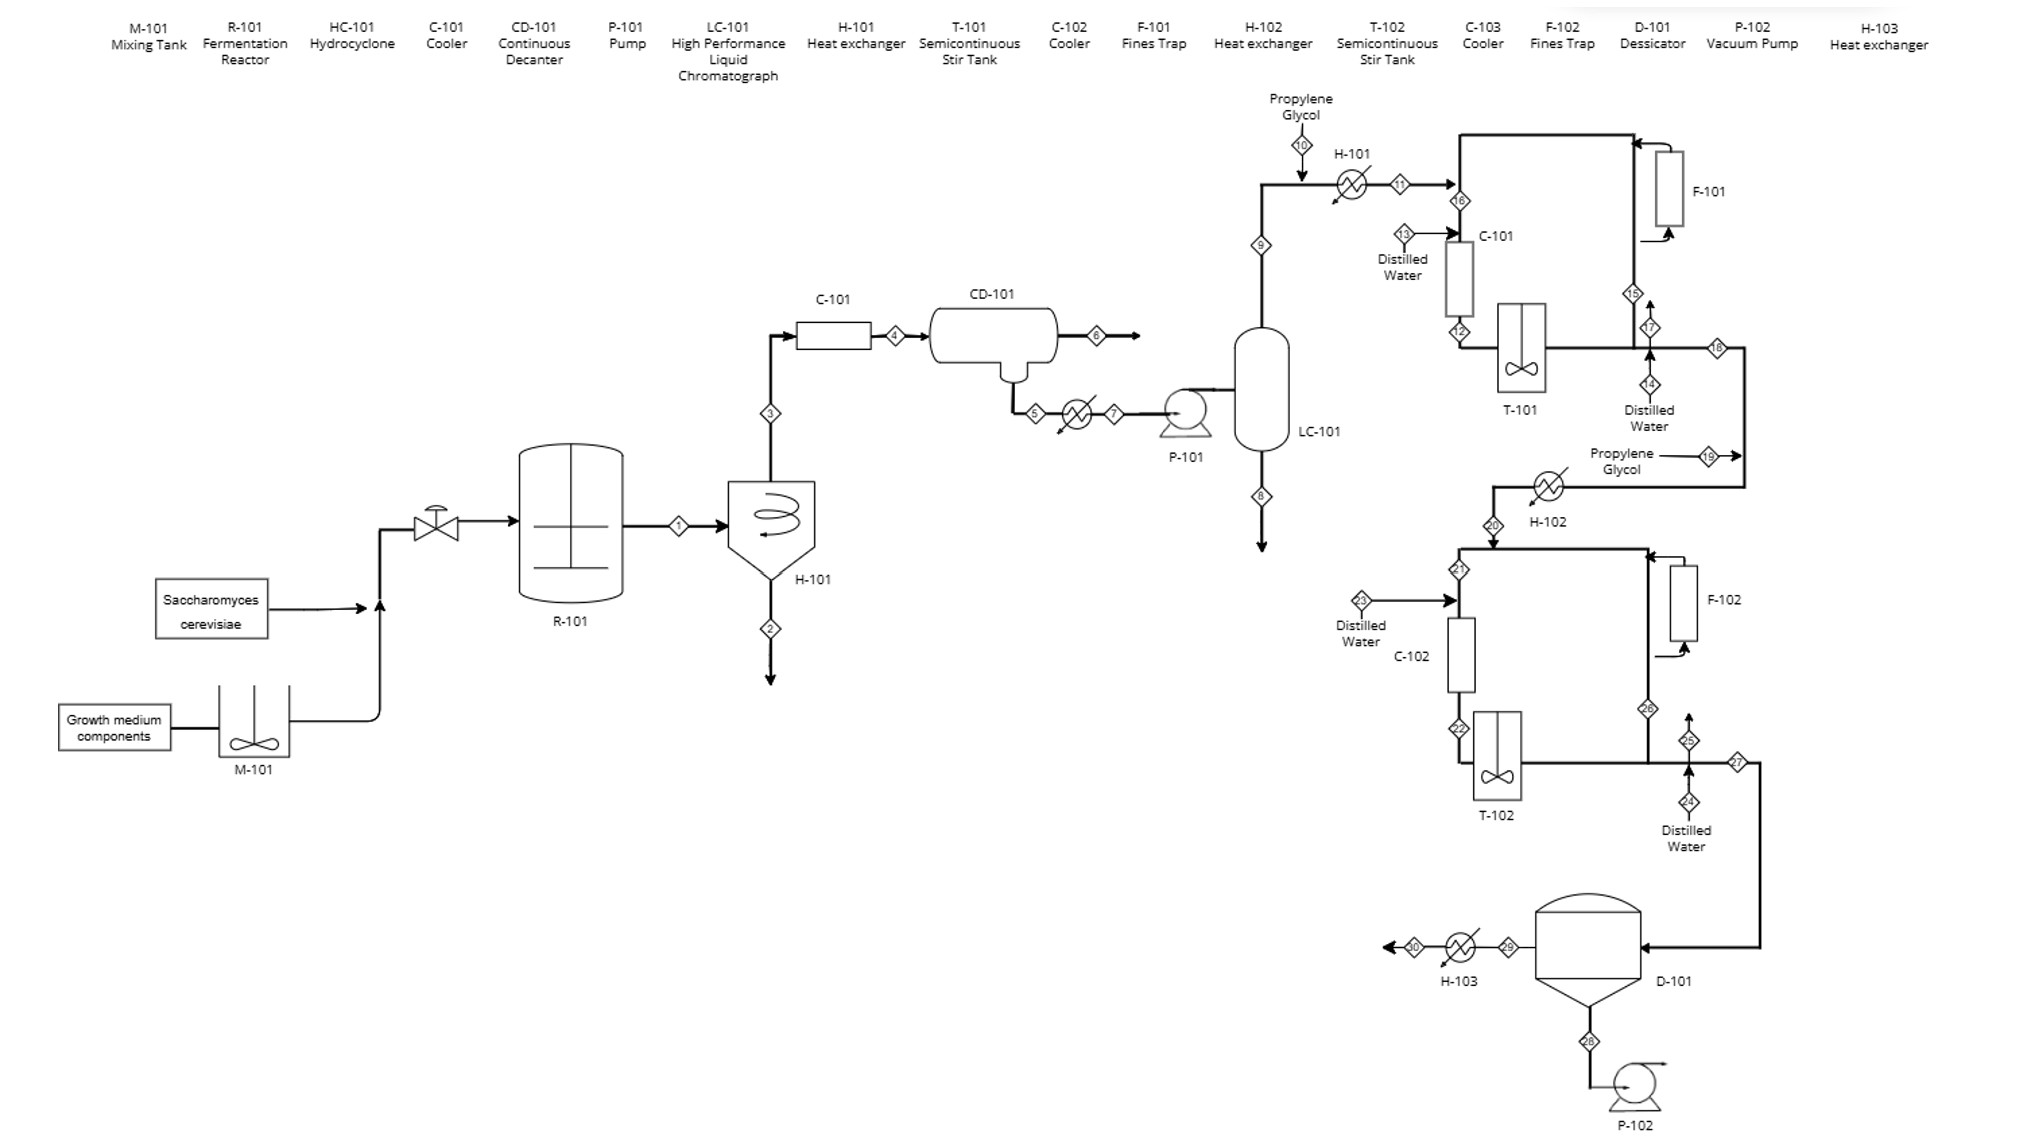 M-101
Mixing Tank
R-101
Fermentation
Reactor
HC-101
Hydrocyclone
C-101
Cooler
CD-101
Continuous
Decanter
P-101
Pump
LC-101
High Performance
Liquid
Chromatograph
H-101
Heat exchanger
T-101
Semicontinuous
Stir Tank
C-102
Cooler
F-101
Fines Trap
H-102
Heat exchanger
T-102
Semicontinuous
Stir Tank
C-103
Cooler
F-102
Fines Trap
D-101
Dessicator
P-102
Vacuum Pump
H-103
Heat exchanger
Propylene
Glycol
10
H-101
11
F-101
16
13
Distilled
Water
C-101
9
15
12
17
18
14
Distilled
Water
T-101
C-101
3
4
CD-101
6
5
7
P-101
LC-101
8
Propylene
Glycol
19
H-102
20
21
23
Distilled
Water
C-102
22
F-102
26
25
27
24
Distilled
Water
T-102
Saccharomyces
cerevisiae
Growth medium
components
M-101
R-101
1
H-101
2
30
29
H-103
D-101
28
P-102